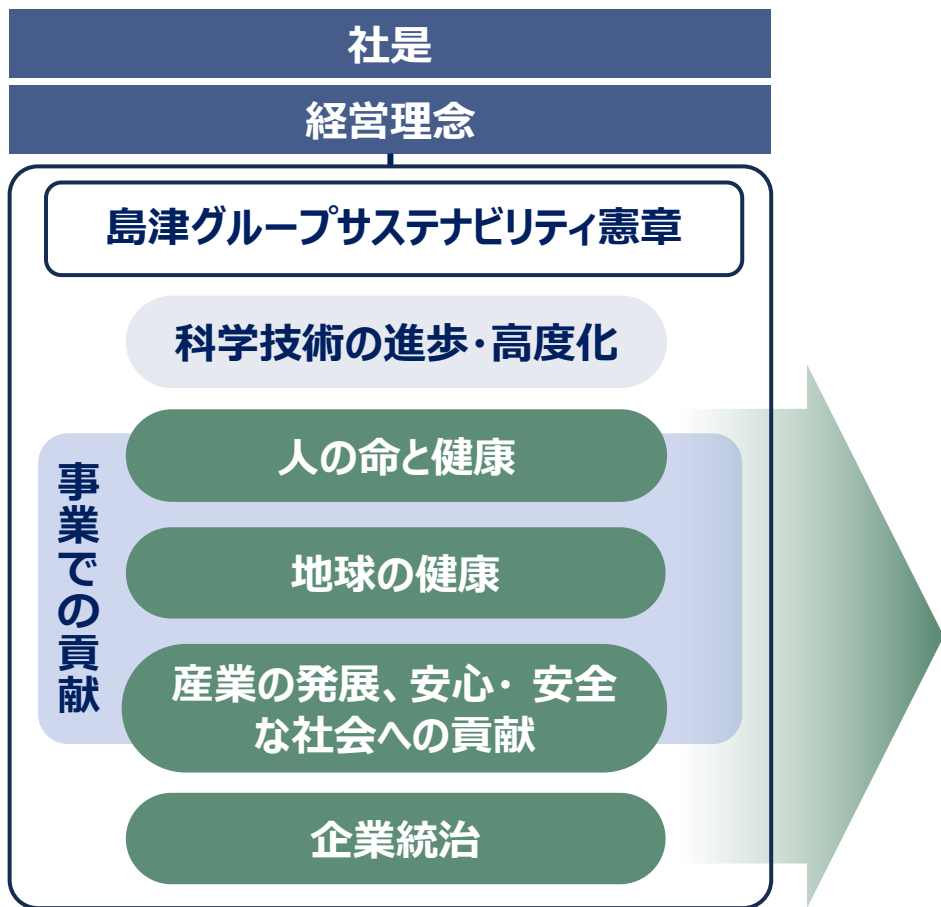 社是
経営理念
島津グループサステナビリティ憲章
科学技術の進歩・高度化
事業での貢献
人の命と健康
地球の健康
産業の発展、安心・ 安全
な社会への貢献
企業統治